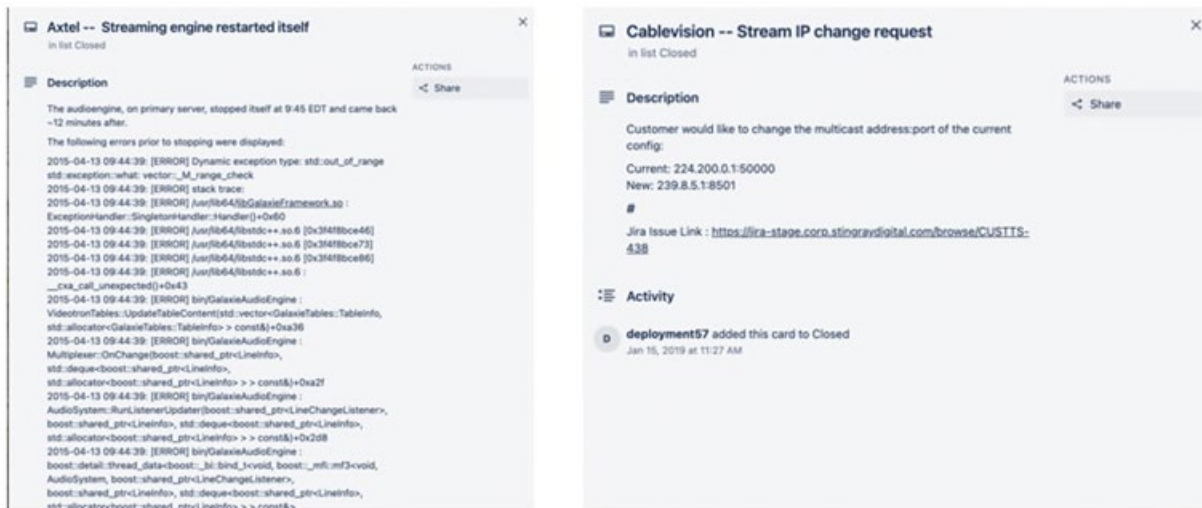 Axtel -- Streaming engine restarted itself
in list Closed
ACTIONS
Share
Description
The audioengine, on primary server, stopped itself at 9:45 EDT and came back
~12 minutes after.
The following errors prior to stopping were displayed:
2015-04-13 09:44:39: [ERROR] Dynamic exception type: std::out_of_range
std::exception::what: vector::_M_range_check
2015-04-13 09:44:39: [ERROR] stack trace:
2015-04-13 09:44:39: [ERROR] /usr/lib64/libGalaxieFramework.so :
ExceptionHandler::SingletonHandler::Handler()+0x60
2015-04-13 09:44:39: [ERROR] /usr/lib64/libstdc++.so.6 [0x3f4f8bce46]
2015-04-13 09:44:39: [ERROR] /usr/lib64/libstdc++.so.6 [0x3f4f8bce73]
2015-04-13 09:44:39: [ERROR] /usr/lib64/libstdc++.so.6 [0x3f4f8bce86]
2015-04-13 09:44:39: [ERROR] /usr/lib64/libstdc++.so.6 :
__cxa_call_unexpected()+0x43
2015-04-13 09:44:39: [ERROR] bin/GalaxieAudioEngine :
VideotronTables::UpdateTableContent(std::vector<GalaxieTables::TableInfo,
std::allocator<GalaxieTables::TableInfo> > const&)+0xa36
2015-04-13 09:44:39: [ERROR] bin/GalaxieAudioEngine :
Multiplexer::OnChange(boost::shared_ptr<LineInfo>,
std::deque<boost::shared_ptr<LineInfo>,
std::allocator<boost::shared_ptr<LineInfo> > > const&)+0xa2f
2015-04-13 09:44:39: [ERROR] bin/GalaxieAudioEngine :
AudioSystem::RunListenerUpdater(boost::shared_ptr<LineChangeListener>,
boost::shared_ptr<LineInfo>, std::deque<boost::shared_ptr<LineInfo>,
std::allocator<boost::shared_ptr<LineInfo> > > const&)+0x2d8
2015-04-13 09:44:39: [ERROR] bin/GalaxieAudioEngine :
boost::detail::thread_data<boost::_bi::bind_t<void, boost::_mfi::mf3<void,
AudioSystem, boost::shared_ptr<LineChangeListener>,
boost::shared_ptr<LineInfo>, std::deque<boost::shared_ptr<LineInfo>,
std::allocator<boost::shared_ptr<LineInfo> > > const&>
Cablevision -- Stream IP change request
in list Closed
ACTIONS
Share
Description
Customer would like to change the multicast address:port of the current
config:
Current: 224.200.0.1:50000
New: 239.8.5.1:8501
#
Jira Issue Link : https://jira-stage.corp.stingraydigital.com/browse/CUSTTS-
438
Activity
D
deployment57 added this card to Closed
Jan 15, 2019 at 11:27 AM